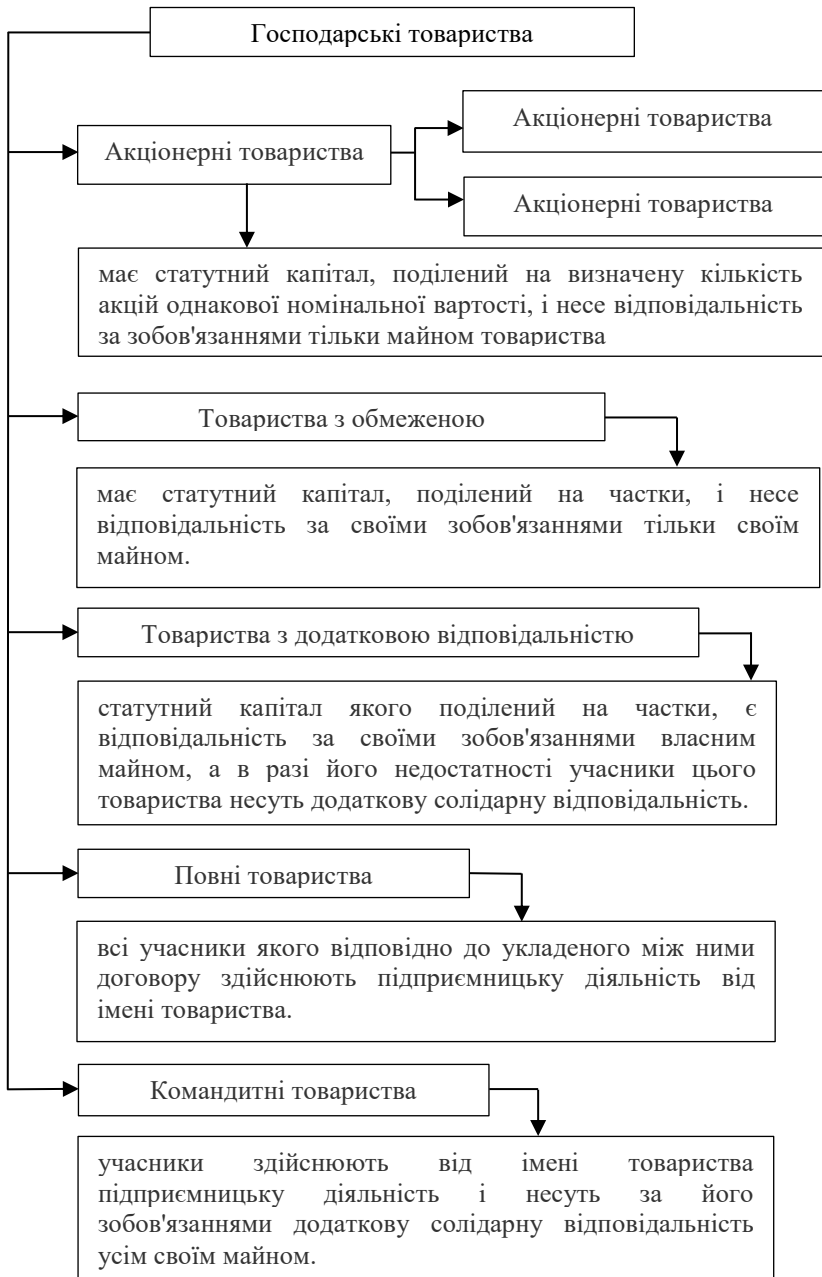 Господарські товариства
Акціонерні товариства
Акціонерні товариства
Акціонерні товариства
має статутний капітал, поділений на визначену кількість
акцій однакової номінальної вартості, і несе відповідальність
за зобов'язаннями тільки майном товариства
Товариства з обмеженою
має статутний капітал, поділений на частки, і несе
відповідальність за своїми зобов'язаннями тільки своїм
майном.
Товариства з додатковою відповідальністю
статутний капітал якого поділений на частки, є
відповідальність за своїми зобов'язаннями власним
майном, а в разі його недостатності учасники цього
товариства несуть додаткову солідарну відповідальність.
Повні товариства
всі учасники якого відповідно до укладеного між ними
договору здійснюють підприємницьку діяльність від
імені товариства.
Командитні товариства
учасники здійснюють від імені товариства
підприємницьку діяльність і несуть за його
зобов'язаннями додаткову солідарну відповідальність
усім своїм майном.